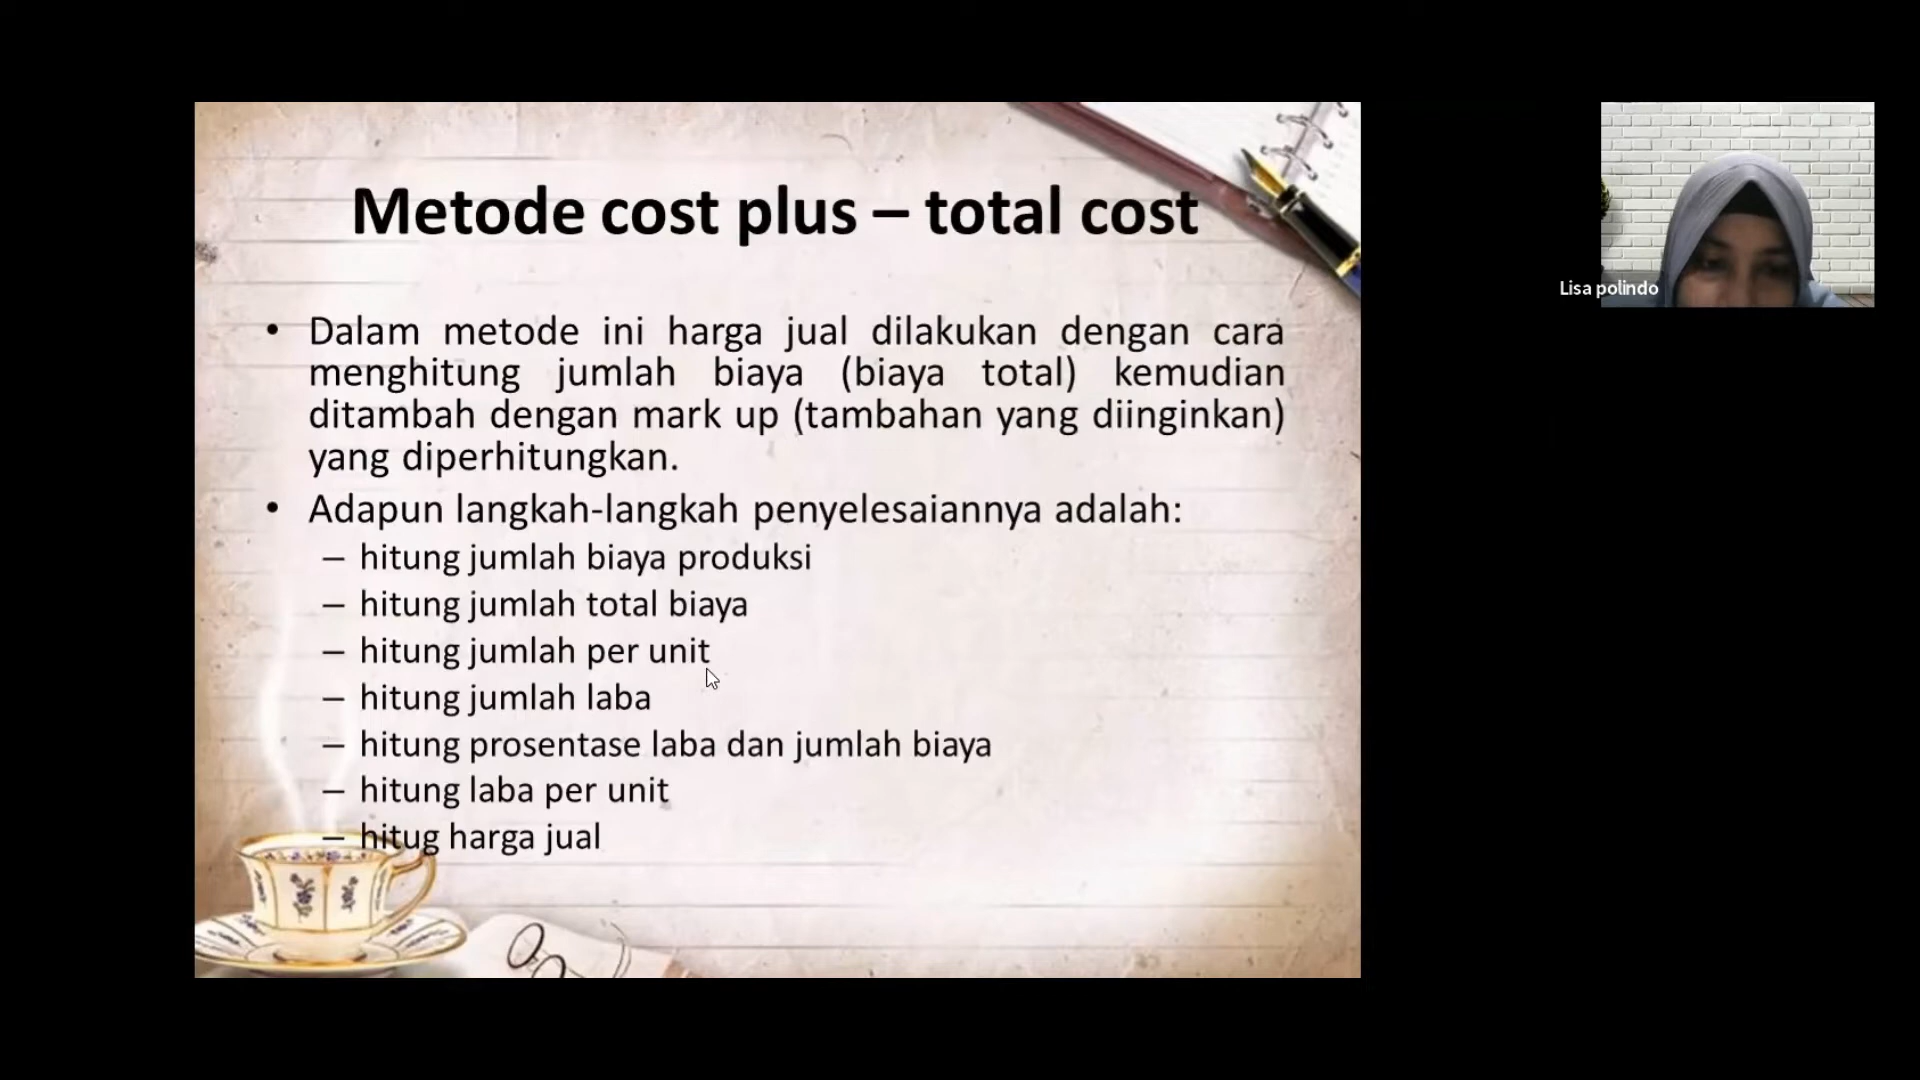 Metode cost plus – total cost
• Dalam metode ini harga jual dilakukan dengan cara
menghitung jumlah biaya (biaya total) kemudian
ditambah dengan mark up (tambahan yang diinginkan)
yang diperhitungkan.
• Adapun langkah-langkah penyelesaiannya adalah:
– hitung jumlah biaya produksi
– hitung jumlah total biaya
– hitung jumlah per unit
– hitung jumlah laba
– hitung prosentase laba dan jumlah biaya
– hitung laba per unit
– hitug harga jual
Lisa polindo